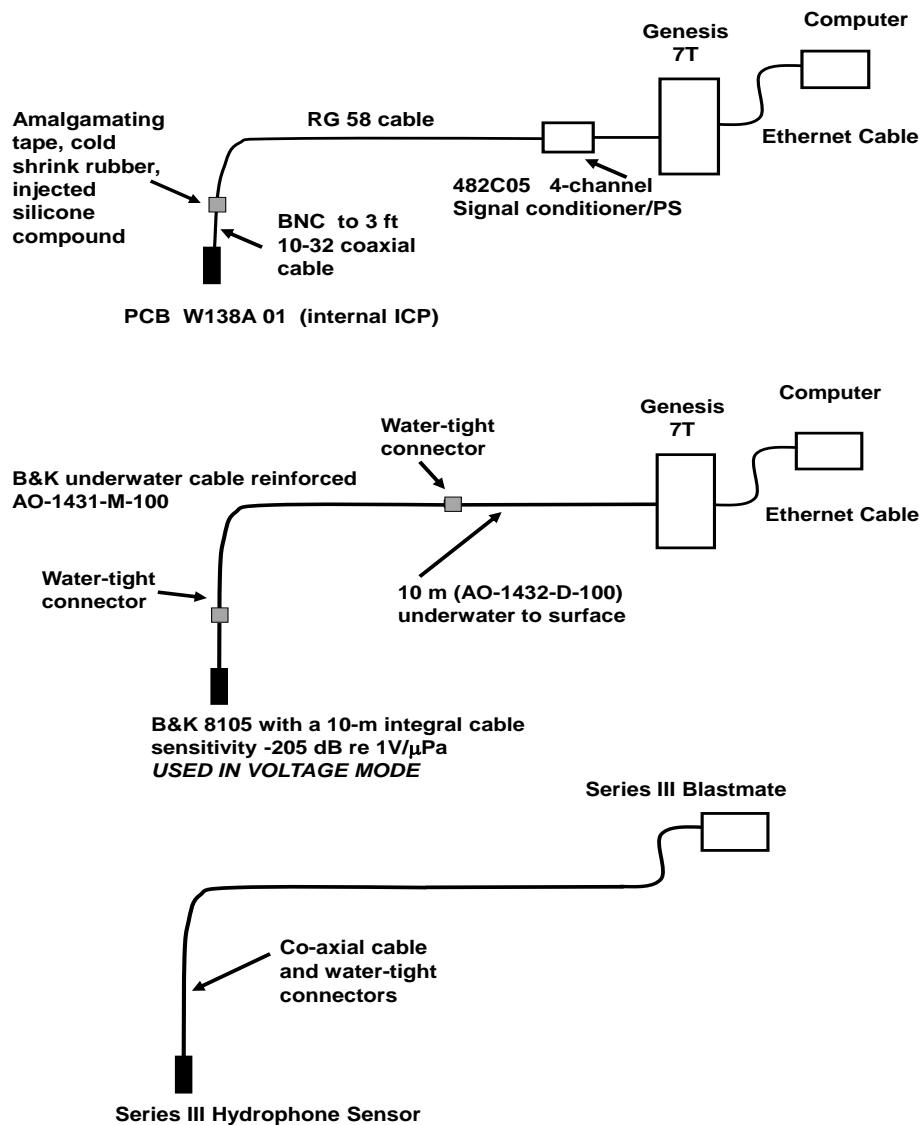 Computer
Genesis
7T
RG 58 cable
Ethernet Cable
Amalgamating
tape, cold
shrink rubber,
injected
silicone
compound
482C05 4-channel
Signal conditioner/PS
BNC to 3 ft
10-32 coaxial
cable
PCB W138A 01 (internal ICP)
Computer
Genesis
7T
Water-tight
connector
B&K underwater cable reinforced
AO-1431-M-100
Ethernet Cable
Water-tight
connector
10 m (AO-1432-D-100)
underwater to surface
B&K 8105 with a 10-m integral cable
sensitivity -205 dB re 1V/μPa
USED IN VOLTAGE MODE
Series III Blastmate
Co-axial cable
and water-tight
connectors
Series III Hydrophone Sensor